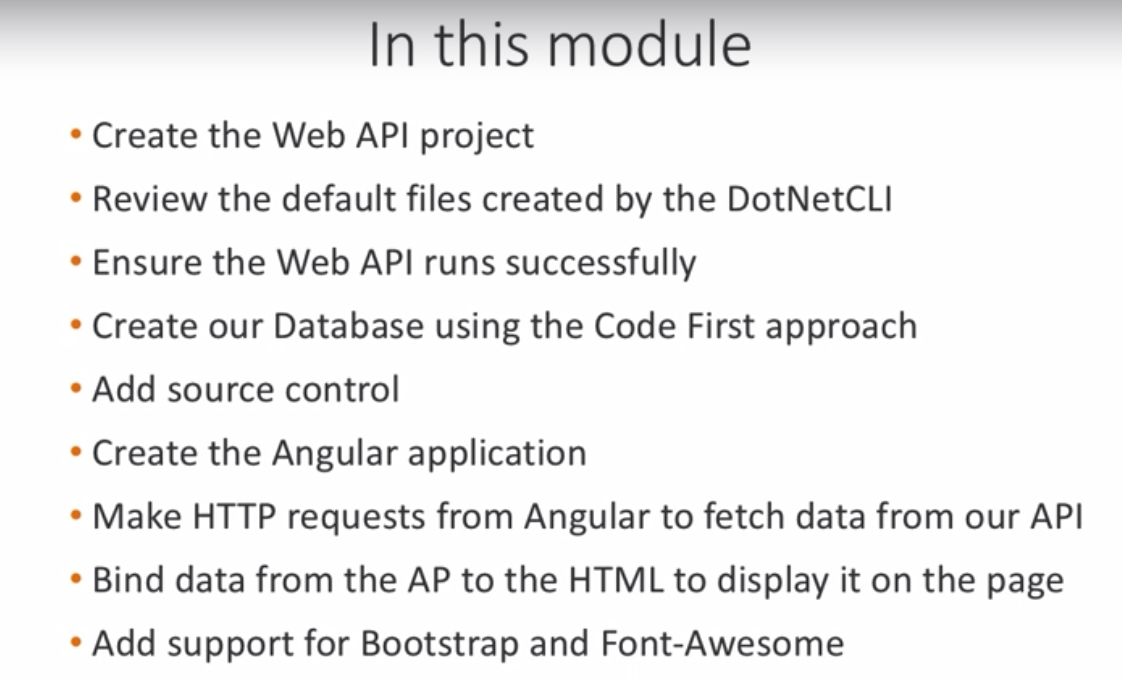 In this module
• Create the Web API project
• Review the default files created by the DotNetCLI
• Ensure the Web API runs successfully
• Create our Database using the Code First approach
• Add source control
• Create the Angular application
• Make HTTP requests from Angular to fetch data from our API
• Bind data from the AP to the HTML to display it on the page
• Add support for Bootstrap and Font-Awesome